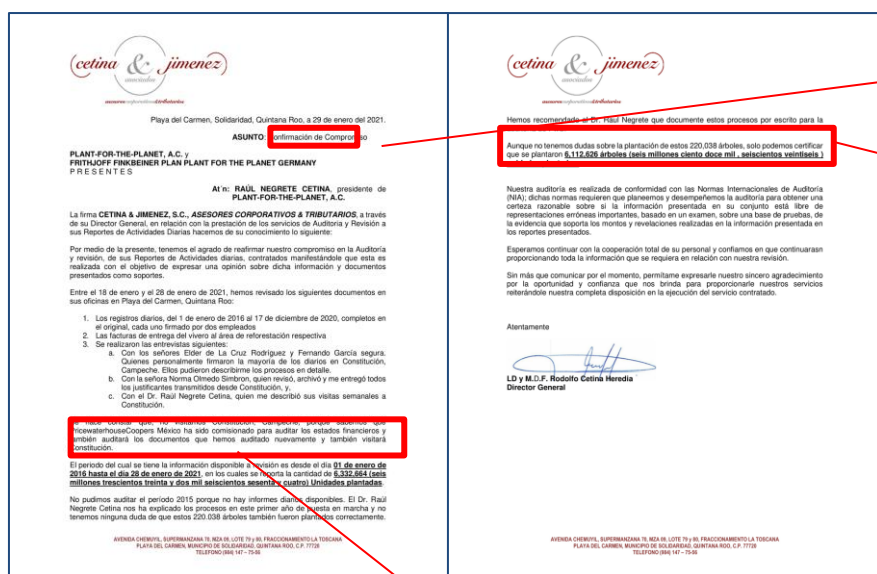 cetina & jimenez
asociados
asesores corporativos & tributarios
Playa del Carmen, Solidaridad, Quintana Roo, a 29 de enero del 2021.
ASUNTO: Confirmación de Compromiso
PLANT-FOR-THE-PLANET, A.C. y
FRITHJOFF FINKBEINER PLAN PLANT FOR THE PLANET GERMANY
P R E S E N T E S
At´n: RAÚL NEGRETE CETINA, presidente de
PLANT-FOR-THE-PLANET, A.C.
La firma CETINA & JIMENEZ, S.C., ASESORES CORPORATIVOS & TRIBUTARIOS, a través
de su Director General, en relación con la prestación de los servicios de Auditoría y Revisión a
sus Reportes de Actividades Diarias hacemos de su conocimiento lo siguiente:
Por medio de la presente, tenemos el agrado de reafirmar nuestro compromiso en la Auditoría
y revisión, de sus Reportes de Actividades diarias, contratados manifestándole que esta es
realizada con el objetivo de expresar una opinión sobre dicha información y documentos
presentados como soportes.
Entre el 18 de enero y el 28 de enero de 2021, hemos revisado los siguientes documentos en
sus oficinas en Playa del Carmen, Quintana Roo:
1. Los registros diarios, del 1 de enero de 2016 al 17 de diciembre de 2020, completos en
el original, cada uno firmado por dos empleados
2. Las facturas de entrega del vivero al área de reforestación respectiva
3. Se realizaron las entrevistas siguientes:
a. Con los señores Elder de La Cruz Rodríguez y Fernando García segura.
Quienes personalmente firmaron la mayoría de los diarios en Constitución,
Campeche. Ellos pudieron describirme los procesos en detalle.
b. Con la señora Norma Olmedo Simbron, quien revisó, archivó y me entregó todos
los justificantes transmitidos desde Constitución, y,
c. Con el Dr. Raúl Negrete Cetina, quien me describió sus visitas semanales a
Constitución.
Se hace constar que, no visitamos Constitución, Campeche, porque sabemos que
PricewaterhouseCoopers México ha sido comisionado para auditar los estados financieros y
también auditará los documentos que hemos auditado nuevamente y también visitará
Constitución.
El periodo del cual se tiene la información disponible a revisión es desde el día 01 de enero de
2016 hasta el día 28 de enero de 2021, en los cuales se reporta la cantidad de 6,332,664 (seis
millones trescientos treinta y dos mil seiscientos sesenta y cuatro) Unidades plantadas.
No pudimos auditar el período 2015 porque no hay informes diarios disponibles. El Dr. Raúl
Negrete Cetina nos ha explicado los procesos en este primer año de puesta en marcha y no
tenemos ninguna duda de que estos 220.038 árboles también fueron plantados correctamente.
AVENIDA CHEMUYIL, SUPERMANZANA 78, MZA 09, LOTE 79 y 80, FRACCIONAMIENTO LA TOSCANA
PLAYA DEL CARMEN, MUNICIPIO DE SOLIDARIDAD, QUINTANA ROO, C.P. 77726
TELEFONO (984) 147 – 75-56
cetina & jimenez
asociados
asesores corporativos & tributarios
Hemos recomendado al Dr. Raúl Negrete que documente estos procesos por escrito para la
Aunque no tenemos dudas sobre la plantación de estos 220,038 árboles, solo podemos certificar
que se plantaron 6,112,626 árboles (seis millones ciento doce mil , seiscientos veintiseis )
Nuestra auditoría es realizada de conformidad con las Normas Internacionales de Auditoría
(NIA); dichas normas requieren que planeemos y desempeñemos la auditoría para obtener una
certeza razonable sobre si la información presentada en su conjunto está libre de
representaciones erróneas importantes, basado en un examen, sobre una base de pruebas, de
la evidencia que soporta los montos y revelaciones realizadas en la información presentada en
los reportes presentados.
Esperamos continuar con la cooperación total de su personal y confiamos en que continuarasn
proporcionando toda la información que se requiera en relación con nuestra revisión.
Sin más que comunicar por el momento, permítame expresarle nuestro sincero agradecimiento
por la oportunidad y confianza que nos brinda para proporcionarle nuestros servicios
reiterándole nuestra completa disposición en la ejecución del servicio contratado.
Atentamente
LD y M.D.F. Rodolfo Cetina Heredia
Director General
AVENIDA CHEMUYIL, SUPERMANZANA 78, MZA 09, LOTE 79 y 80, FRACCIONAMIENTO LA TOSCANA
PLAYA DEL CARMEN, MUNICIPIO DE SOLIDARIDAD, QUINTANA ROO, C.P. 77726
TELEFONO (984) 147 – 75-56